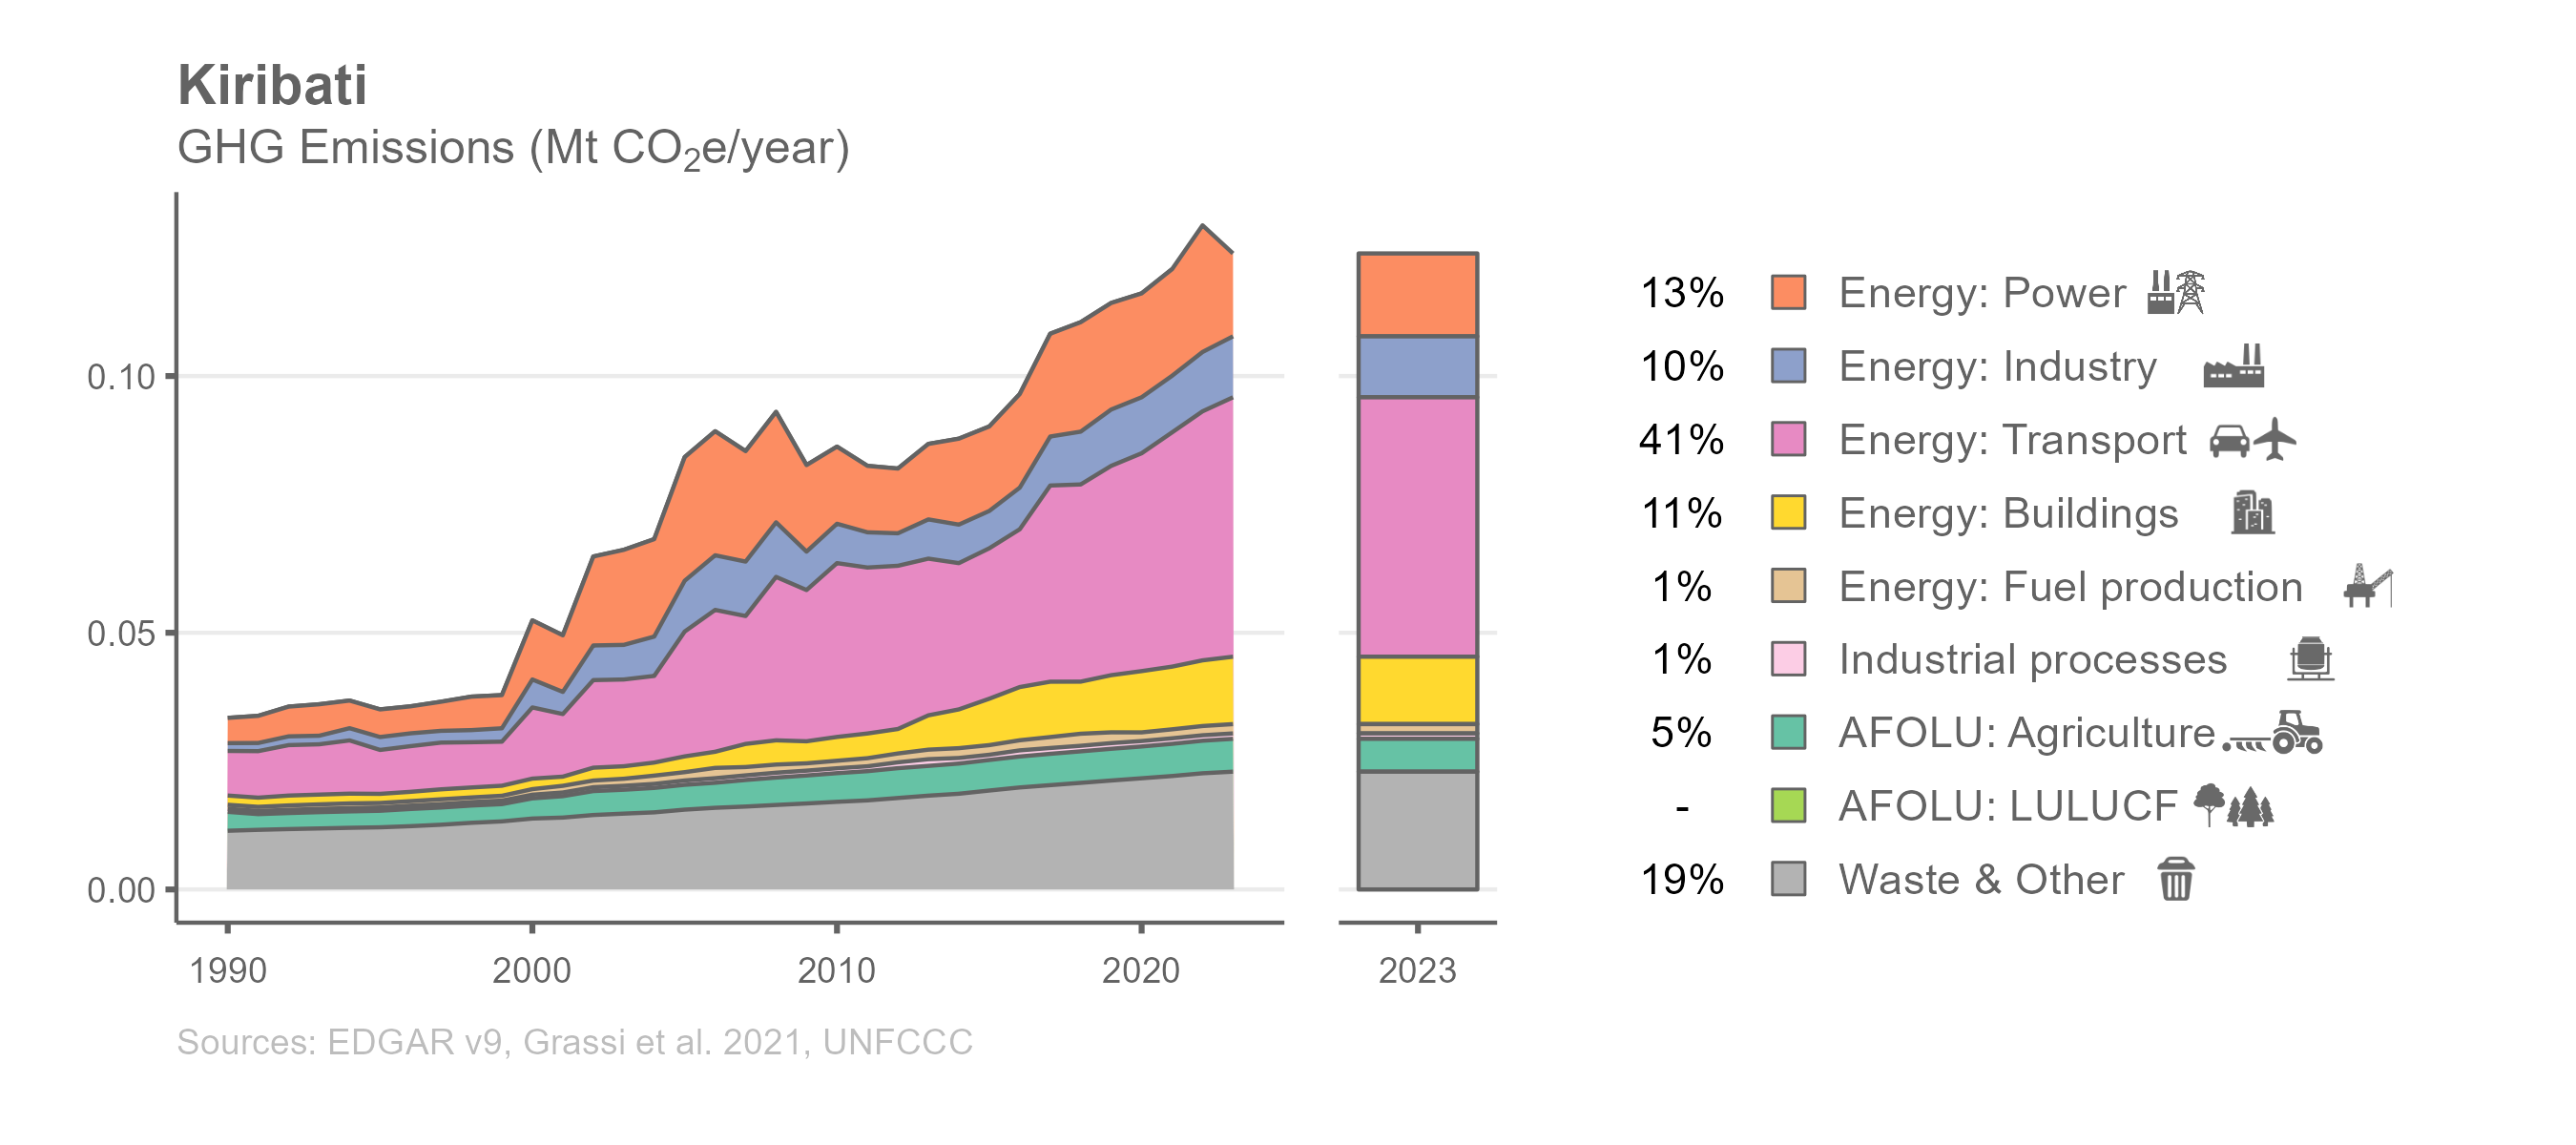 Kiribati
GHG Emissions (Mt CO₂e/year)
0.10
0.05
0.00
1990 2000 2010 2020 2023
13% Energy: Power
10% Energy: Industry
41% Energy: Transport
11% Energy: Buildings
1% Energy: Fuel production
1% Industrial processes
5% AFOLU: Agriculture
- AFOLU: LULUCF
19% Waste & Other
Sources: EDGAR v9, Grassi et al. 2021, UNFCCC